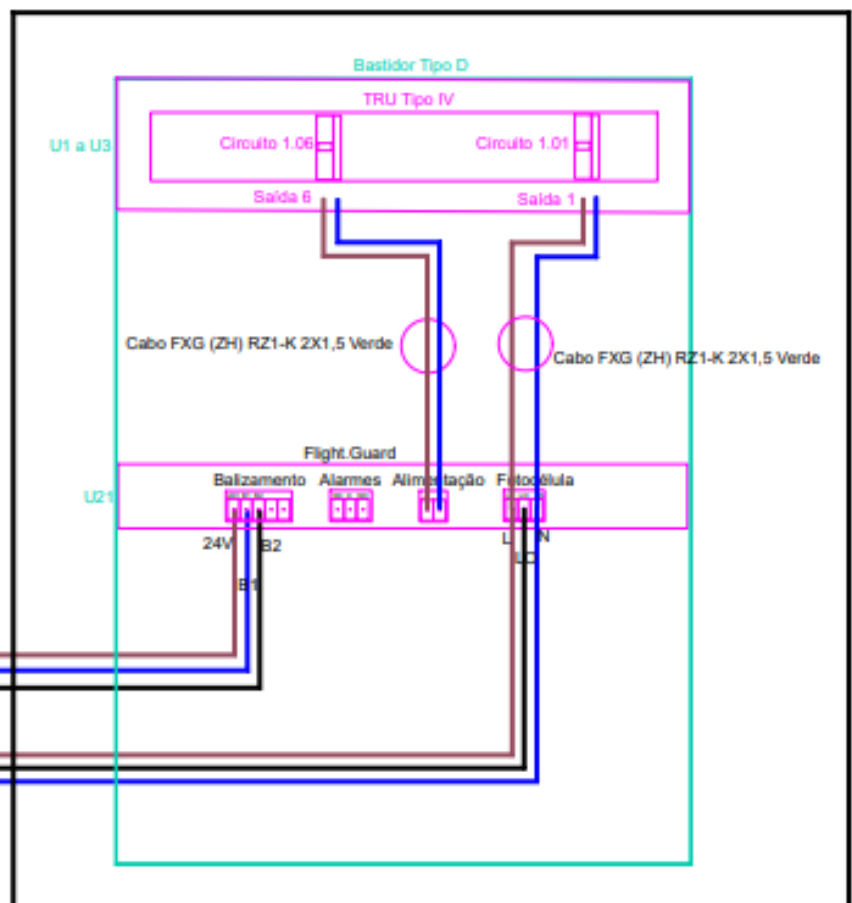 Bastidor Tipo D
TRU Tipo IV
U1 a U3
Circuito 1.06
Circuito 1.01
Saída 6
Saída 1
Cabo FXG (ZH) RZ1-K 2X1,5 Verde
Cabo FXG (ZH) RZ1-K 2X1,5 Verde
Flight.Guard
Balizamento
Alarmes
Alimentação
Fotocélula
U21
24V
B2
B1
L
N
LO